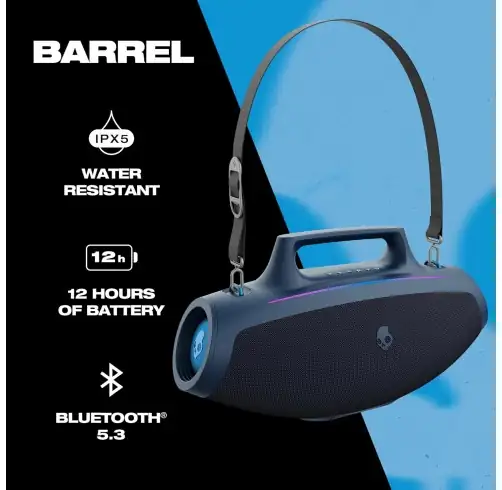 BARREL
IPX5
WATER
RESISTANT
12h
12 HOURS
OF BATTERY
BLUETOOTH®
5.3